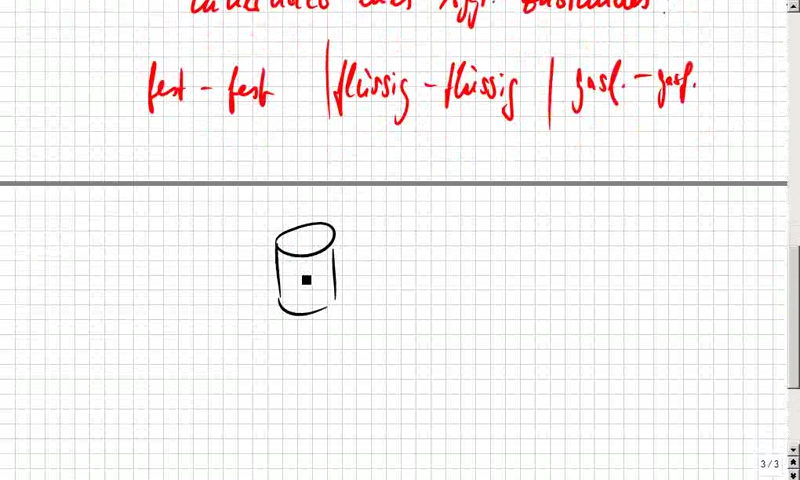 fest - fest | flüssig - flüssig | gasf. - gasf.
3 / 3